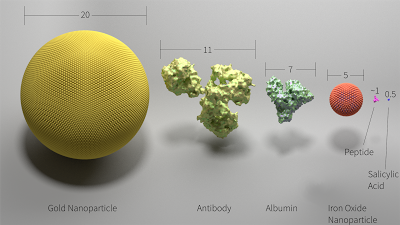 20
11
7
5
~1
0.5
Peptide
Salicylic
Acid
Gold Nanoparticle
Antibody
Albumin
Iron Oxide
Nanoparticle